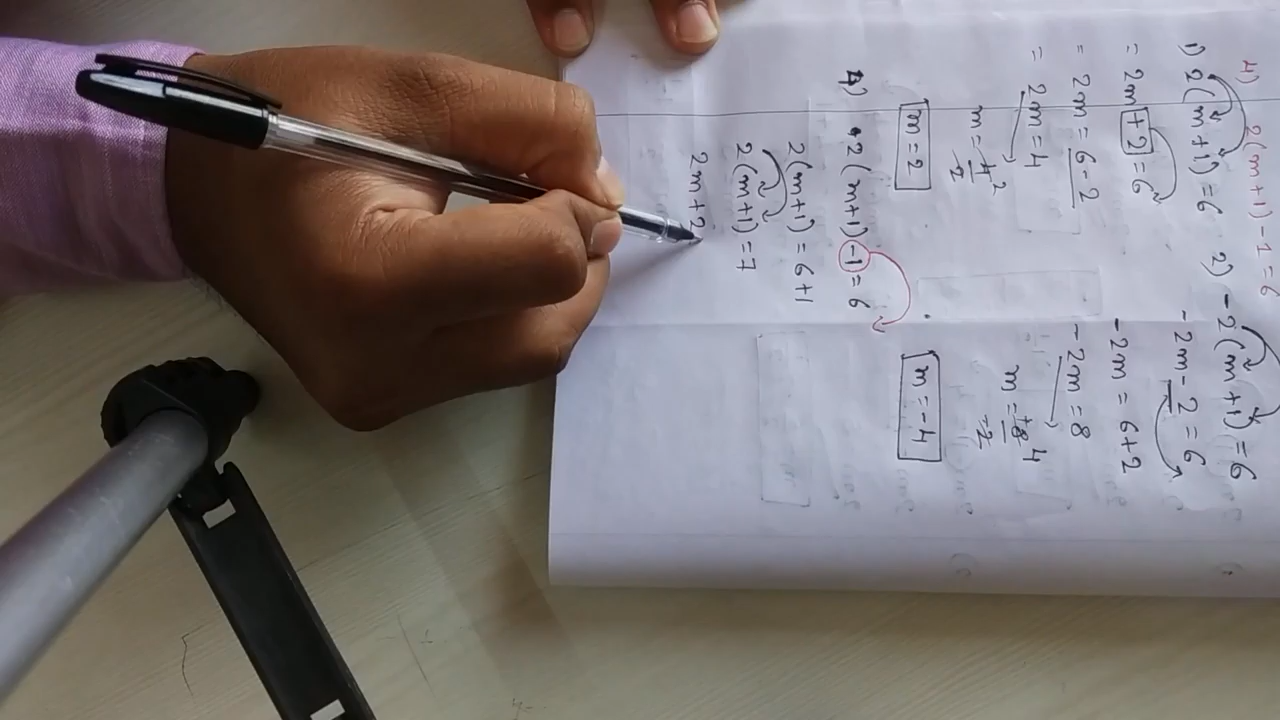 4) 2(m+1)-1=6
1) 2(m+1)=6
= 2m+2=6
= 2m=6-2
= 2m=4
m=4 2
2
m=2
2) -2(m+1)=6
-2m-2=6
-2m=6+2
-2m=8
m=+8 4
-2
m=-4
4) 2(m+1)-1=6
2(m+1)=6+1
2(m+1)=7
2m+2